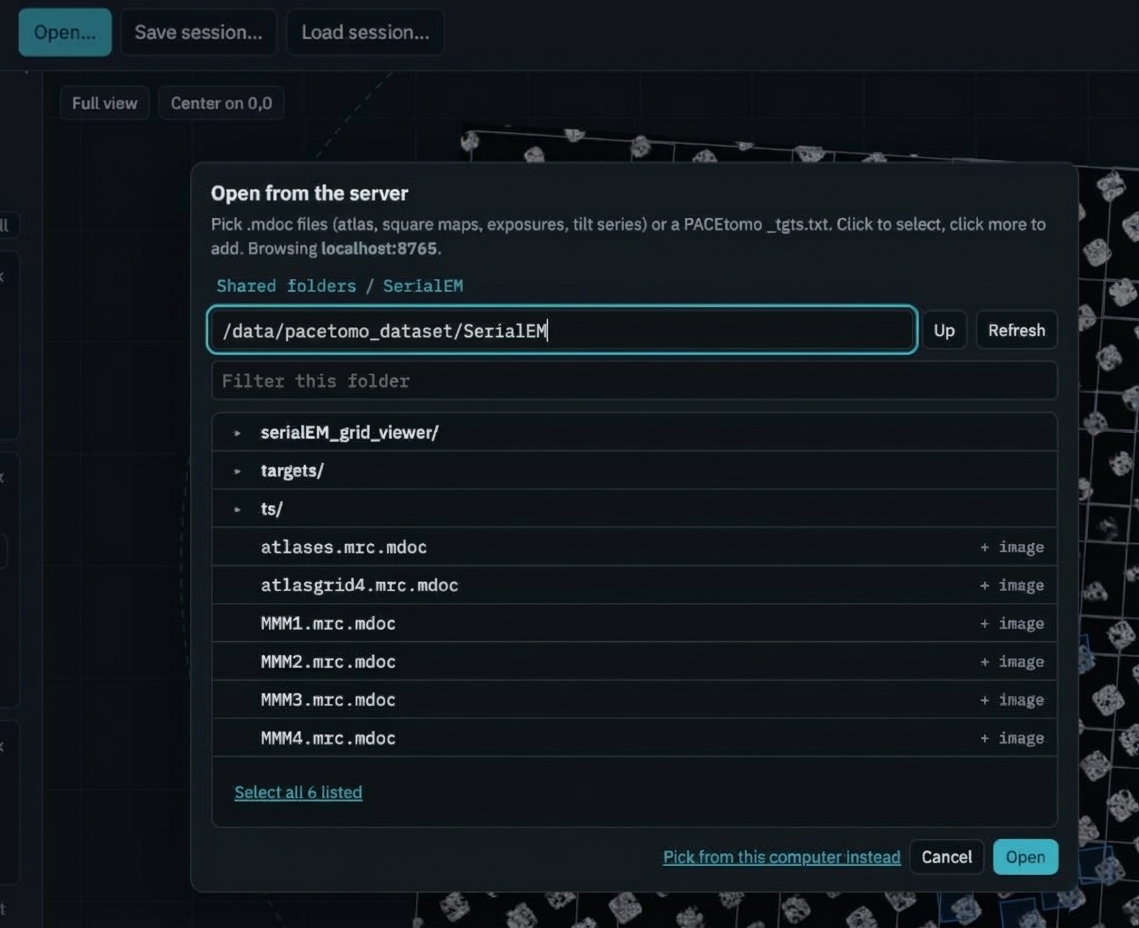 Open... Save session... Load session...
Full view Center on 0,0
Open from the server
Pick .mdoc files (atlas, square maps, exposures, tilt series) or a PACEtomo _tgts.txt. Click to select, click more to
add. Browsing localhost:8765.
Shared folders / SerialEM
/data/pacetomo_dataset/SerialEM Up Refresh
Filter this folder
▸ serialEM_grid_viewer/
▸ targets/
▸ ts/
atlases.mrc.mdoc + image
atlasgrid4.mrc.mdoc + image
MMM1.mrc.mdoc + image
MMM2.mrc.mdoc + image
MMM3.mrc.mdoc + image
MMM4.mrc.mdoc + image
Select all 6 listed
Pick from this computer instead Cancel Open